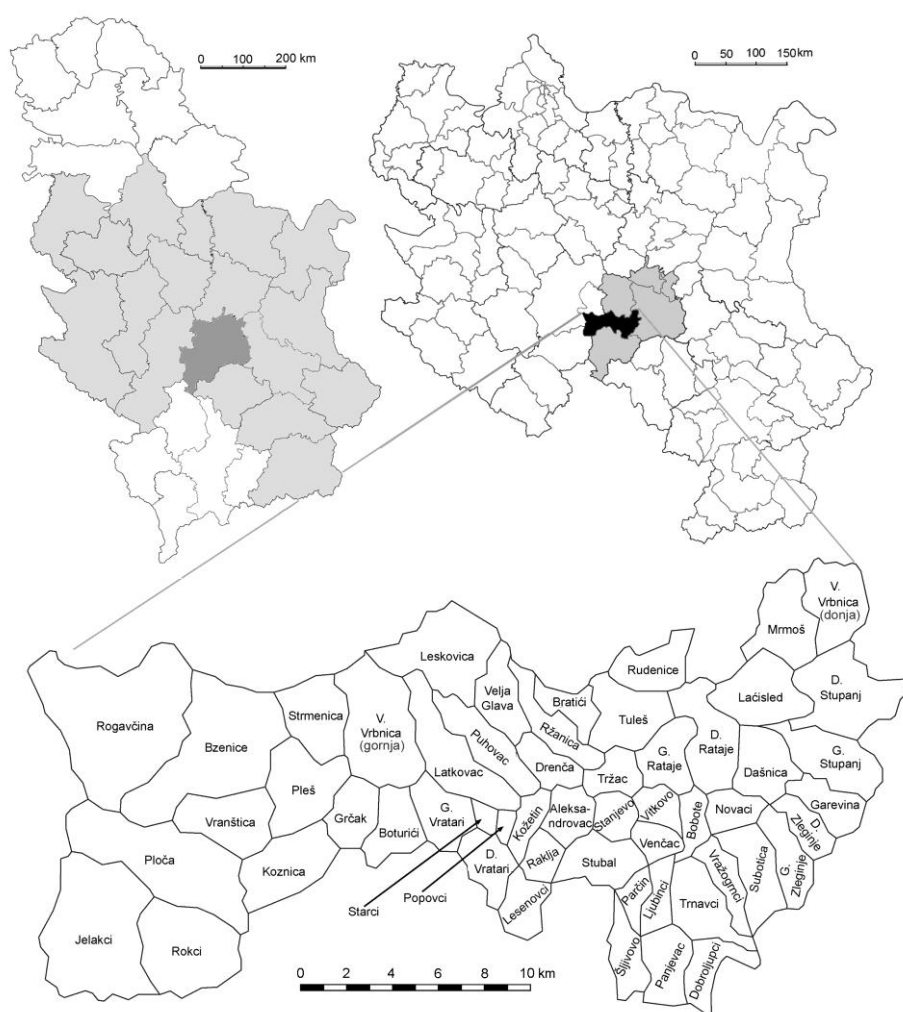 0 100 200 km
0 50 100 150km
V.
Vrbnica
(donja)
Mrmoš
Leskovica
Rudenice
D.
Stupanj
Laćisled
Velja
Glava
Bratići
Rogavčina
Strmenica
V.
Vrbnica
(gornja)
Tuleš
Bzenice
Ržanica
Puhovac
D.
Rataje
G.
Rataje
G.
Stupanj
Drenča
Latkovac
Tržac
Dašnica
Pleš
Garevina
Aleksa-
ndrovac
Vranštica
Grčak
Boturići
G.
Vratari
Kožetin
Stanjevo
Vitkovo
Bobote
Novaci
D.
Zleginje
Venčac
Ploča
Koznica
D.
Vratari
Raklja
Stubal
Vražogrnci
Subotica
G.
Zleginje
Starci
Popovci
Lesenovci
Parčin
Ljubinci
Trnavci
Jelakci
Rokci
Šljivovo
Panjevac
Dobroljupci
0 2 4 6 8 10 km